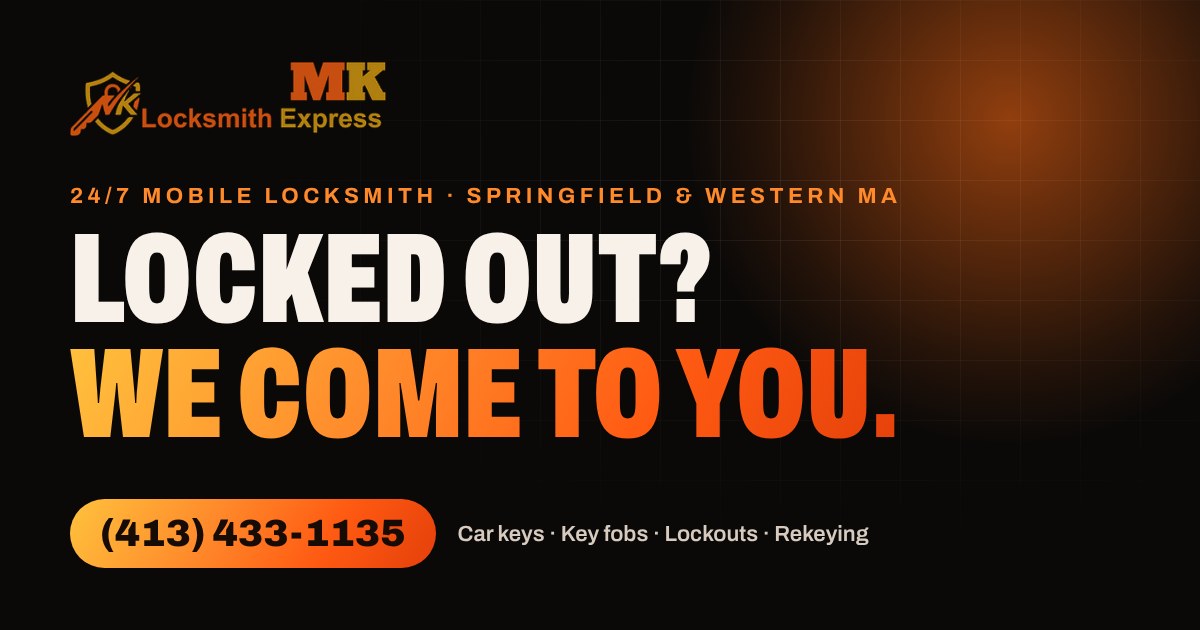 MK
Locksmith Express
24/7 MOBILE LOCKSMITH · SPRINGFIELD & WESTERN MA
LOCKED OUT?
WE COME TO YOU.
(413) 433-1135
Car keys · Key fobs · Lockouts · Rekeying